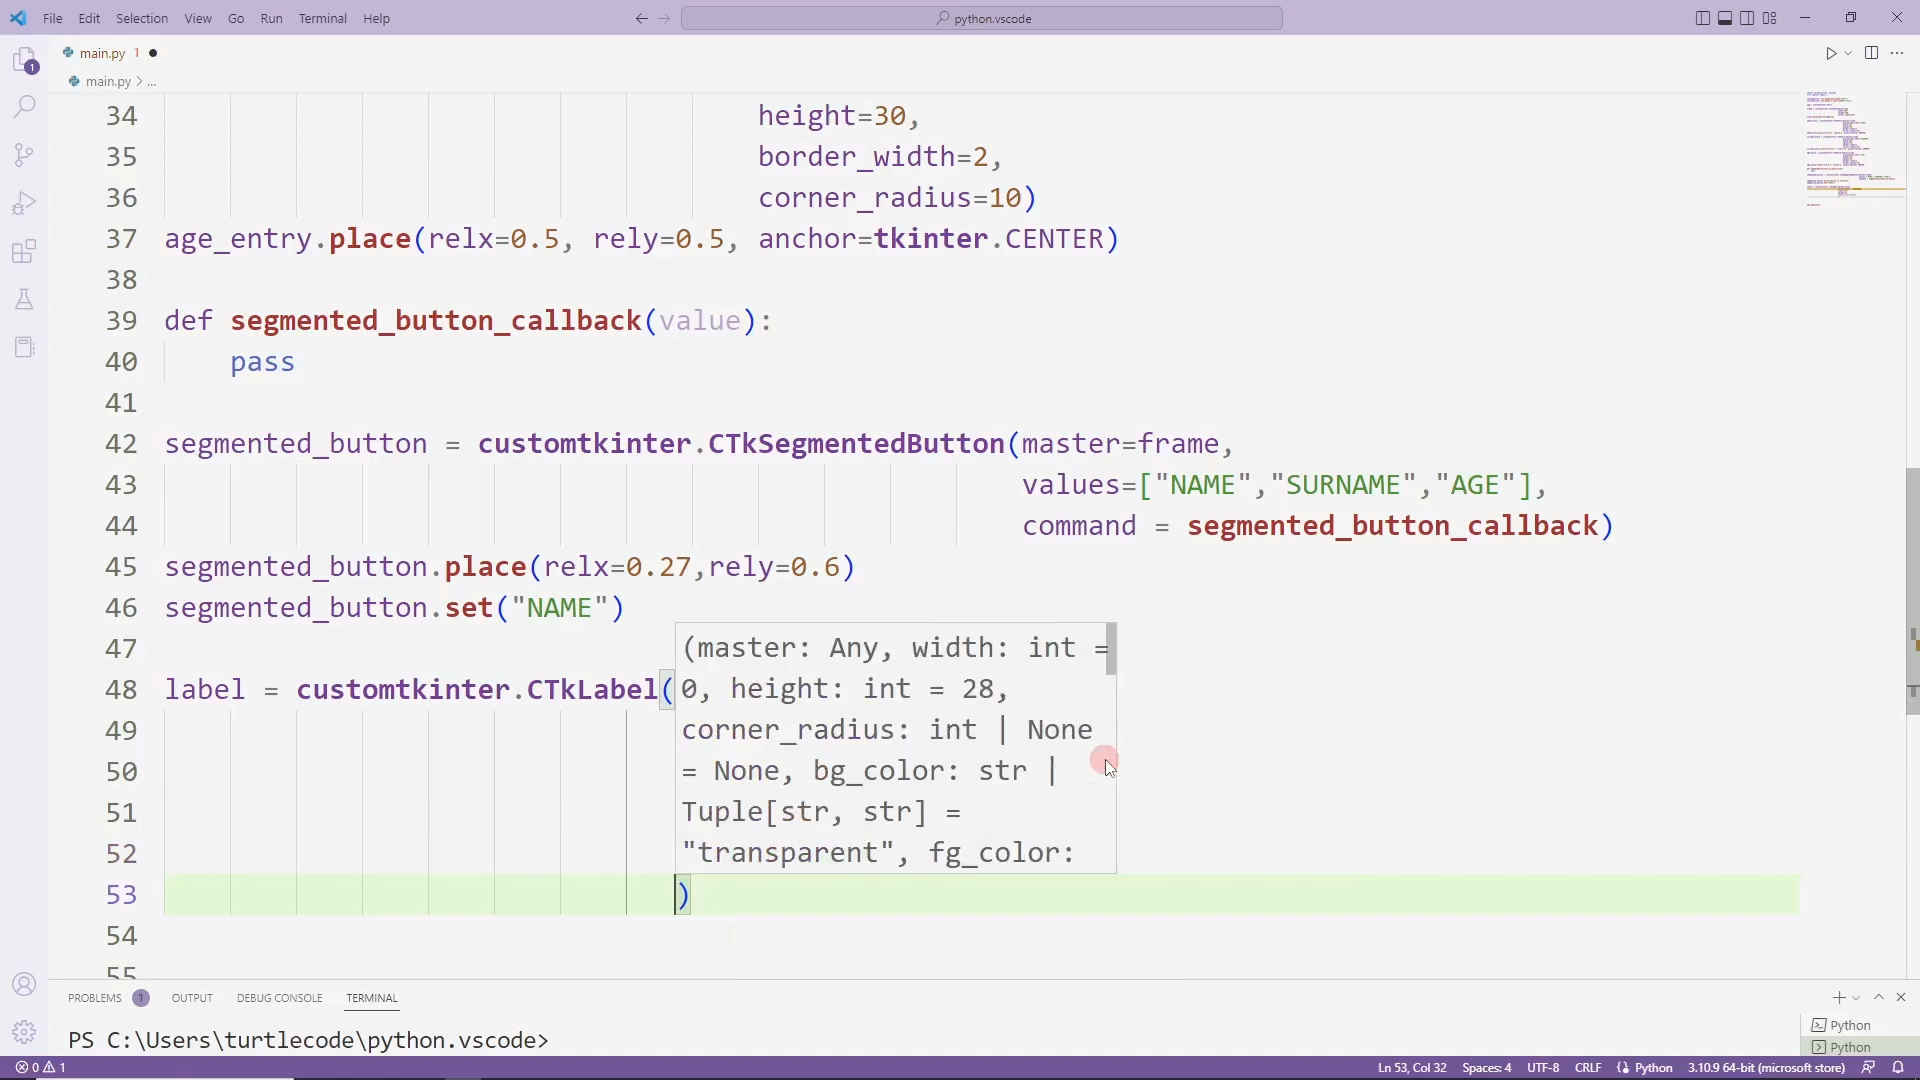 File Edit Selection View Go Run Terminal Help
python.vscode
main.py 1
main.py > ...
34 height=30,
35 border_width=2,
36 corner_radius=10)
37 age_entry.place(relx=0.5, rely=0.5, anchor=tkinter.CENTER)
38
39 def segmented_button_callback(value):
40 pass
41
42 segmented_button = customtkinter.CTkSegmentedButton(master=frame,
43 values=["NAME","SURNAME","AGE"],
44 command = segmented_button_callback)
45 segmented_button.place(relx=0.27,rely=0.6)
46 segmented_button.set("NAME")
47
(master: Any, width: int =
48 label = customtkinter.CTkLabel(
0, height: int = 28,
49
corner_radius: int | None
50
= None, bg_color: str |
51
Tuple[str, str] =
52
"transparent", fg_color:
53 )
54
55
PROBLEMS 1 OUTPUT DEBUG CONSOLE TERMINAL
PS C:\Users\turtlecode\python.vscode>
Python
Python
0 1 Ln 53, Col 32 Spaces: 4 UTF-8 CRLF Python 3.10.9 64-bit (microsoft store)